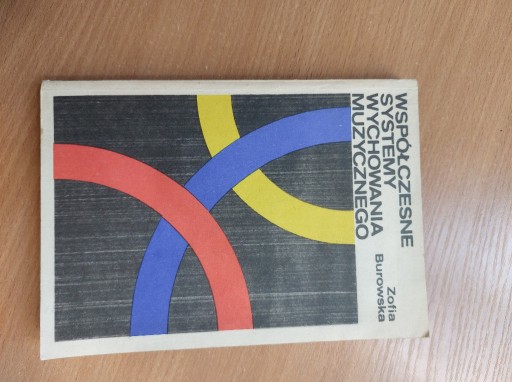 WSPÓŁCZESNE
SYSTEMY
WYCHOWANIA
MUZYCZNEGO
Zofia
Burowska